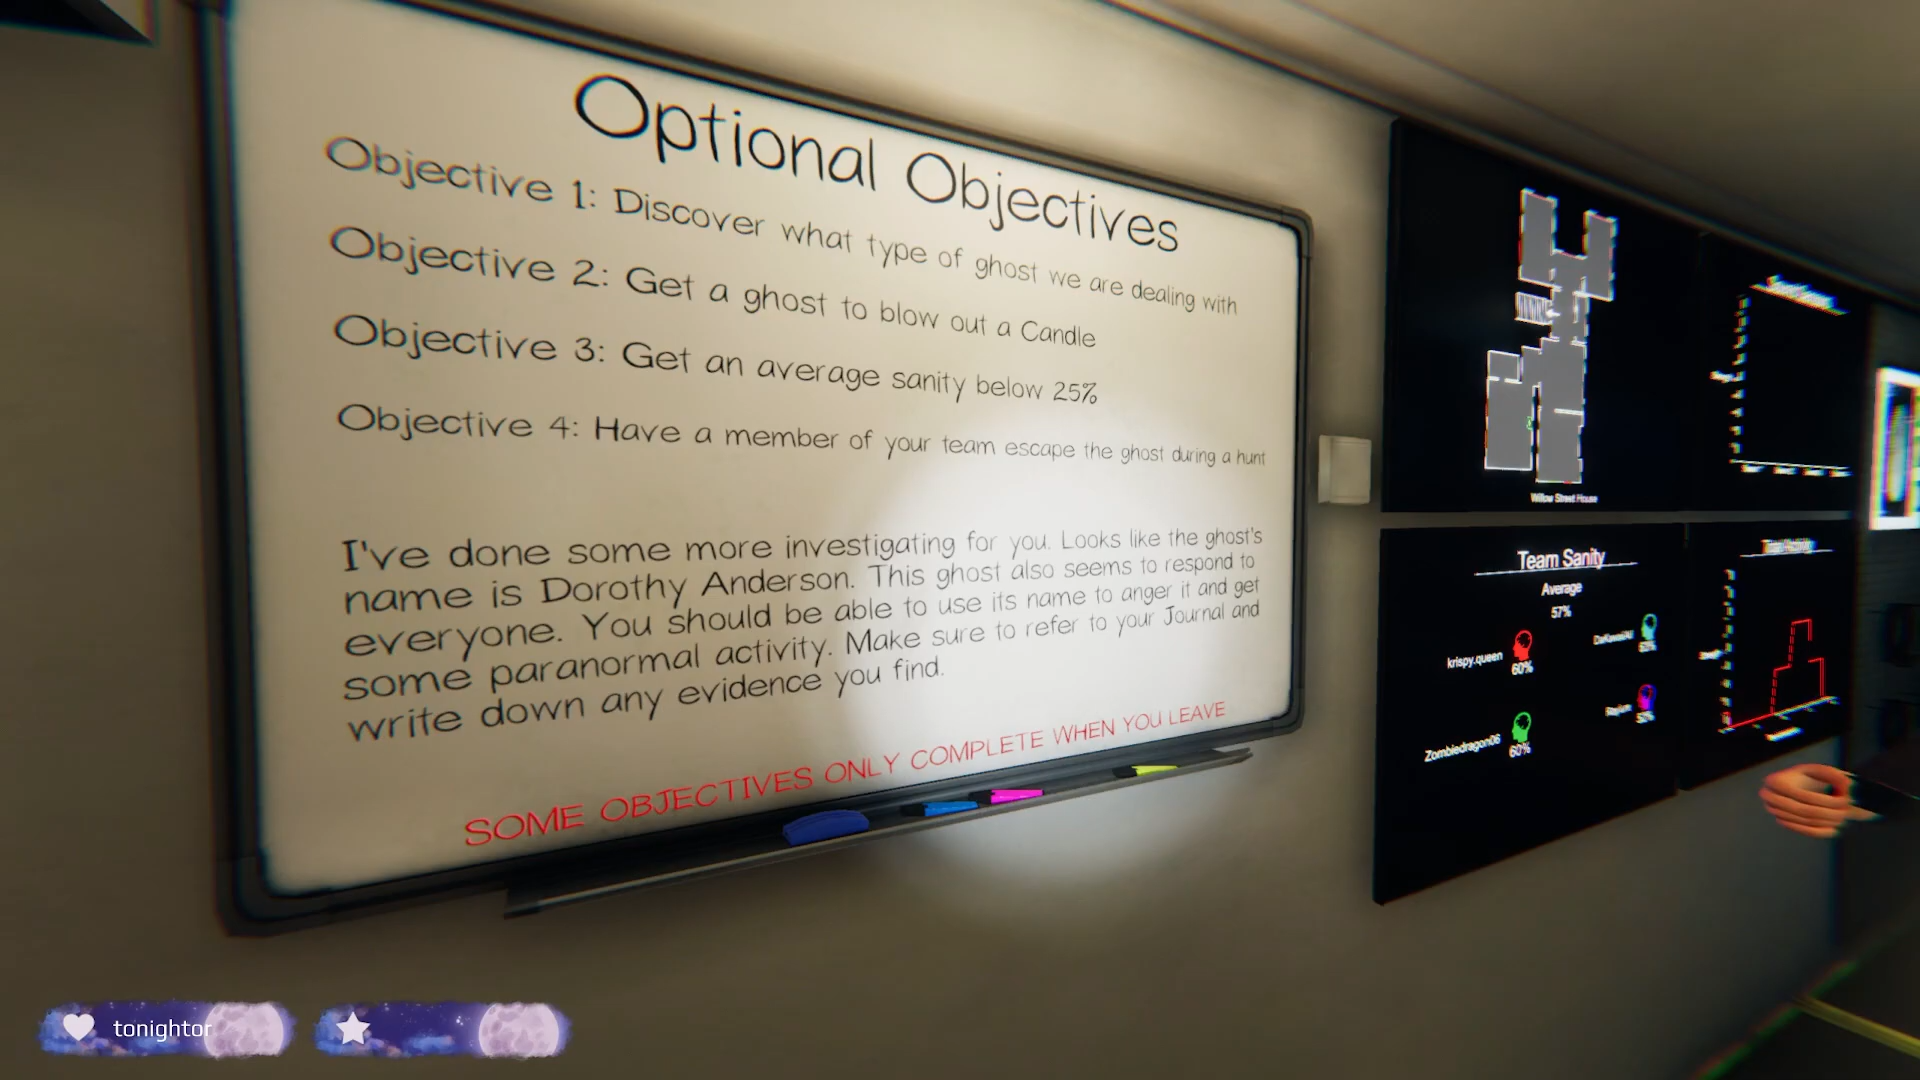 Optional Objectives
Objective 1: Discover what type of ghost we are dealing with
Objective 2: Get a ghost to blow out a Candle
Objective 3: Get an average sanity below 25%
Objective 4: Have a member of your team escape the ghost during a hunt
I've done some more investigating for you. Looks like the ghost's
name is Dorothy Anderson. This ghost also seems to respond to
everyone. You should be able to use its name to anger it and get
some paranormal activity. Make sure to refer to your Journal and
write down any evidence you find.
SOME OBJECTIVES ONLY COMPLETE WHEN YOU LEAVE
Willow Street House
Team Sanity
Average
57%
krispy.queen
60%
Zombiedragon06
60%
tonightor